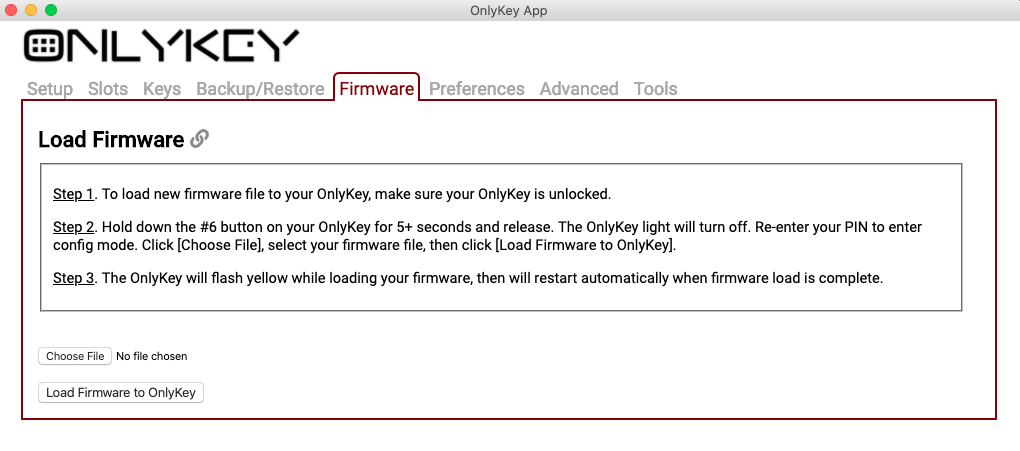 OnlyKey App
ONLYKEY
Setup Slots Keys Backup/Restore Firmware Preferences Advanced Tools
Load Firmware
Step 1. To load new firmware file to your OnlyKey, make sure your OnlyKey is unlocked.
Step 2. Hold down the #6 button on your OnlyKey for 5+ seconds and release. The OnlyKey light will turn off. Re-enter your PIN to enter
config mode. Click [Choose File], select your firmware file, then click [Load Firmware to OnlyKey].
Step 3. The OnlyKey will flash yellow while loading your firmware, then will restart automatically when firmware load is complete.
Choose File No file chosen
Load Firmware to OnlyKey